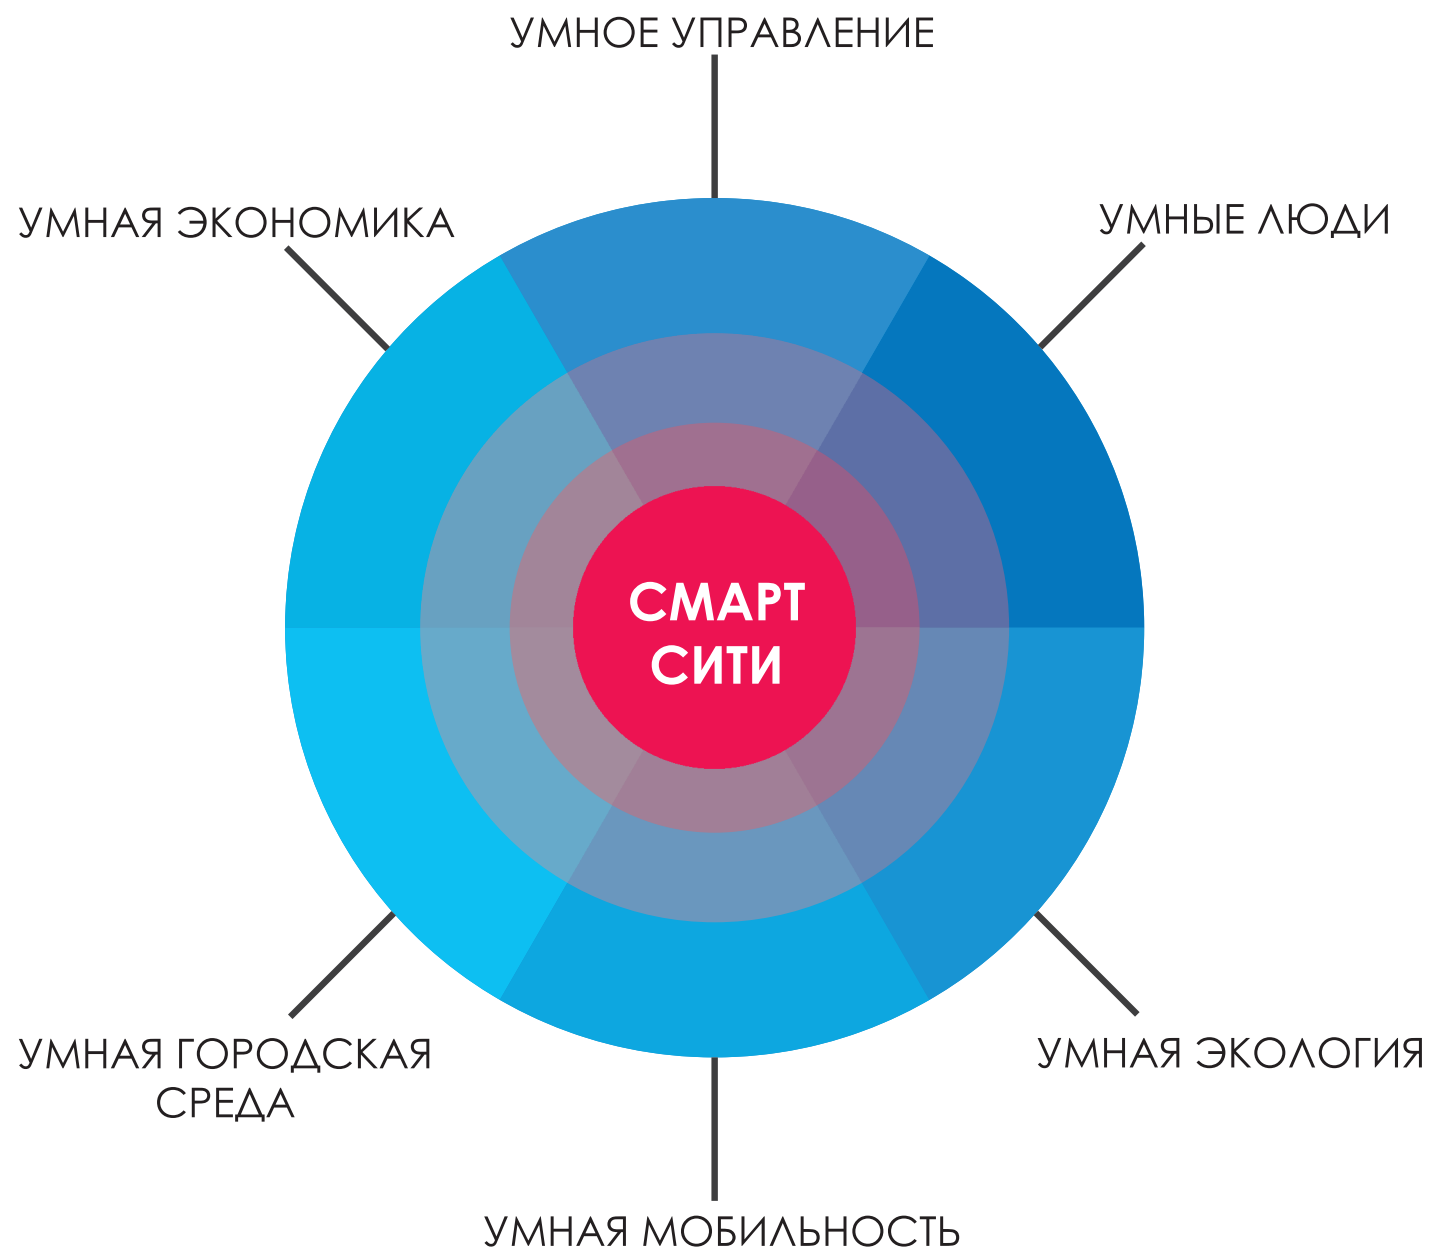 УМНОЕ УПРАВЛЕНИЕ
УМНАЯ ЭКОНОМИКА
УМНЫЕ ЛЮДИ
СМАРТ
СИТИ
УМНАЯ ГОРОДСКАЯ
СРЕДА
УМНАЯ ЭКОЛОГИЯ
УМНАЯ МОБИЛЬНОСТЬ